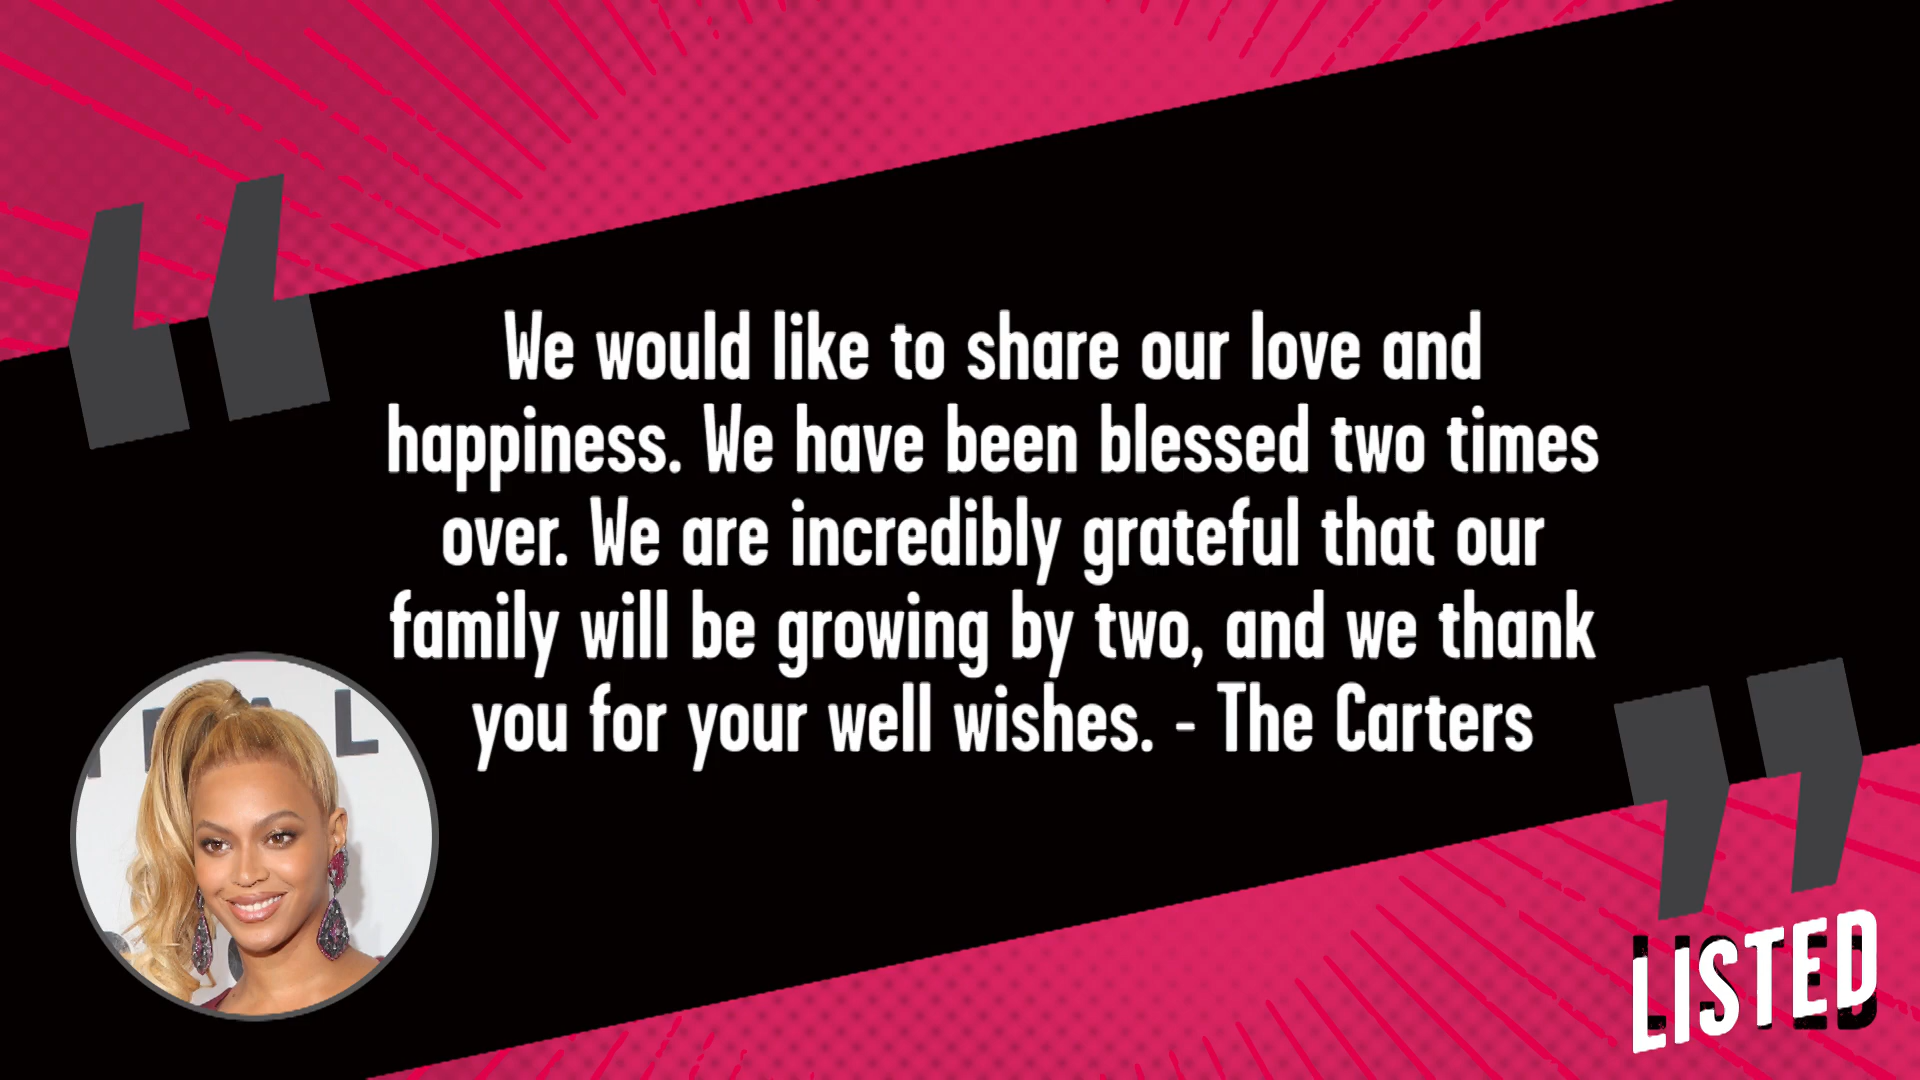 We would like to share our love and
happiness. We have been blessed two times
over. We are incredibly grateful that our
family will be growing by two, and we thank
you for your well wishes. - The Carters
LISTED